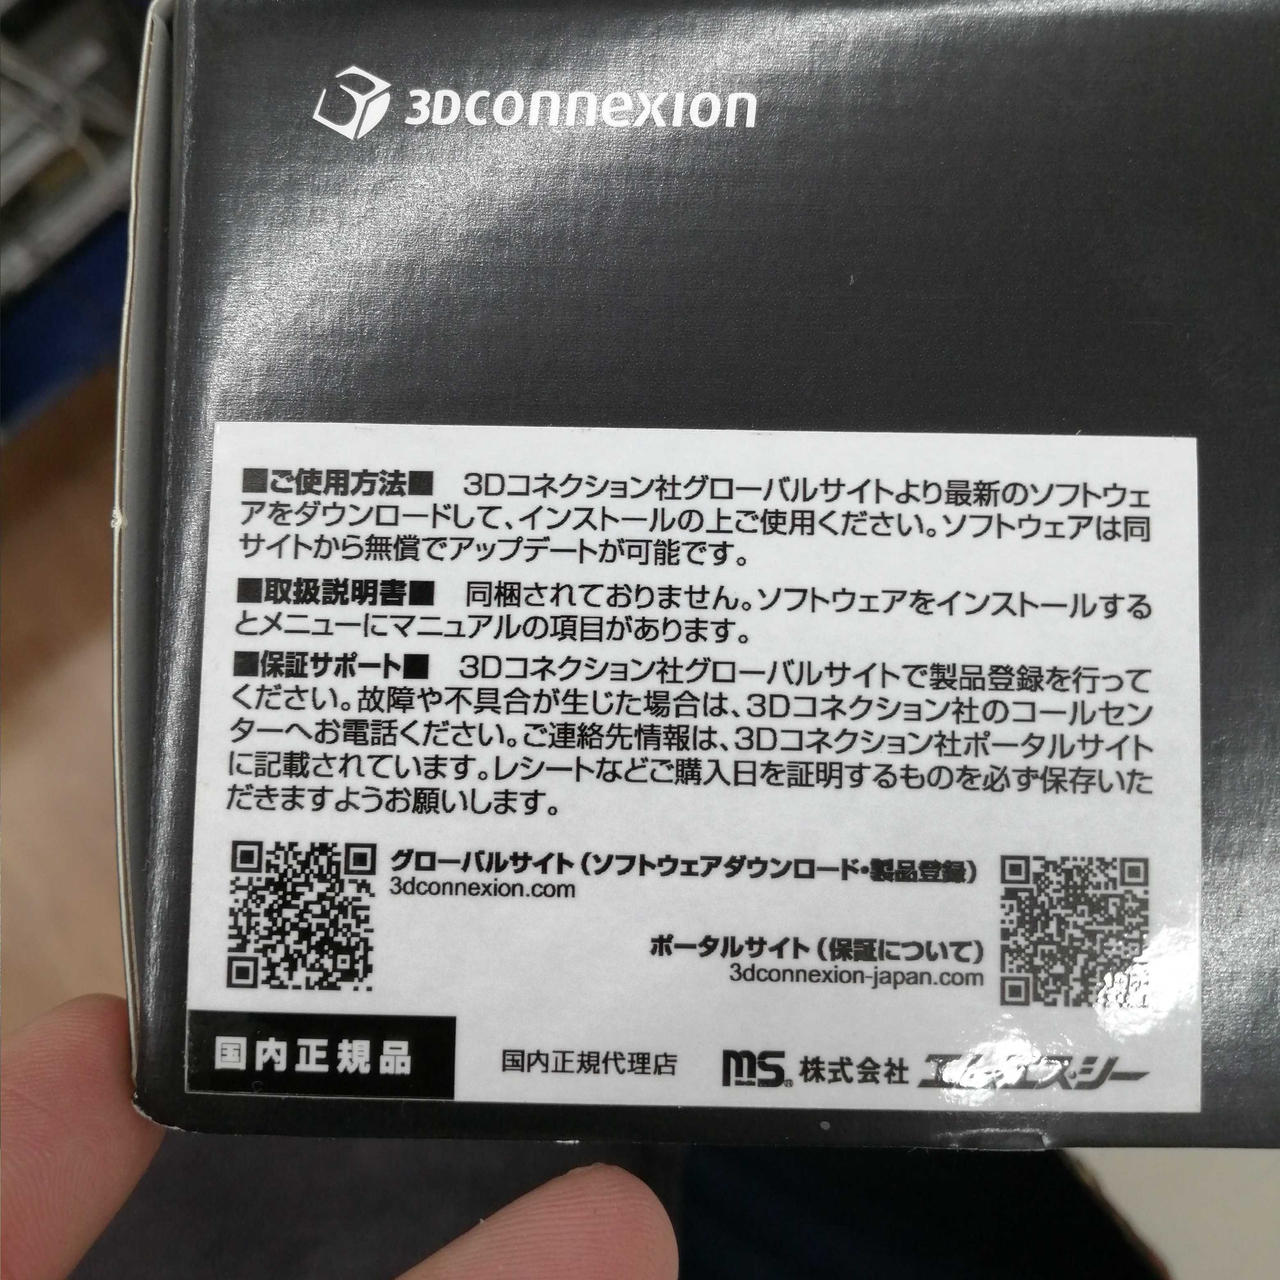 3Dconnexion
■ご使用方法■ 3Dコネクション社グローバルサイトより最新のソフトウェ
アをダウンロードして、インストールの上ご使用ください。ソフトウェアは同
サイトから無償でアップデートが可能です。
■取扱説明書■ 同梱されておりません。ソフトウェアをインストールする
とメニューにマニュアルの項目があります。
■保証サポート■ 3Dコネクション社グローバルサイトで製品登録を行って
ください。故障や不具合が生じた場合は、3Dコネクション社のコールセン
ターへお電話ください。ご連絡先情報は、3Dコネクション社ポータルサイト
に記載されています。レシートなどご購入日を証明するものを必ず保存いた
だきますようお願いします。
グローバルサイト(ソフトウェアダウンロード・製品登録)
3dconnexion.com
ポータルサイト(保証について)
3dconnexion-japan.com
国内正規品
国内正規代理店 MS. 株式会社 エムエスシー